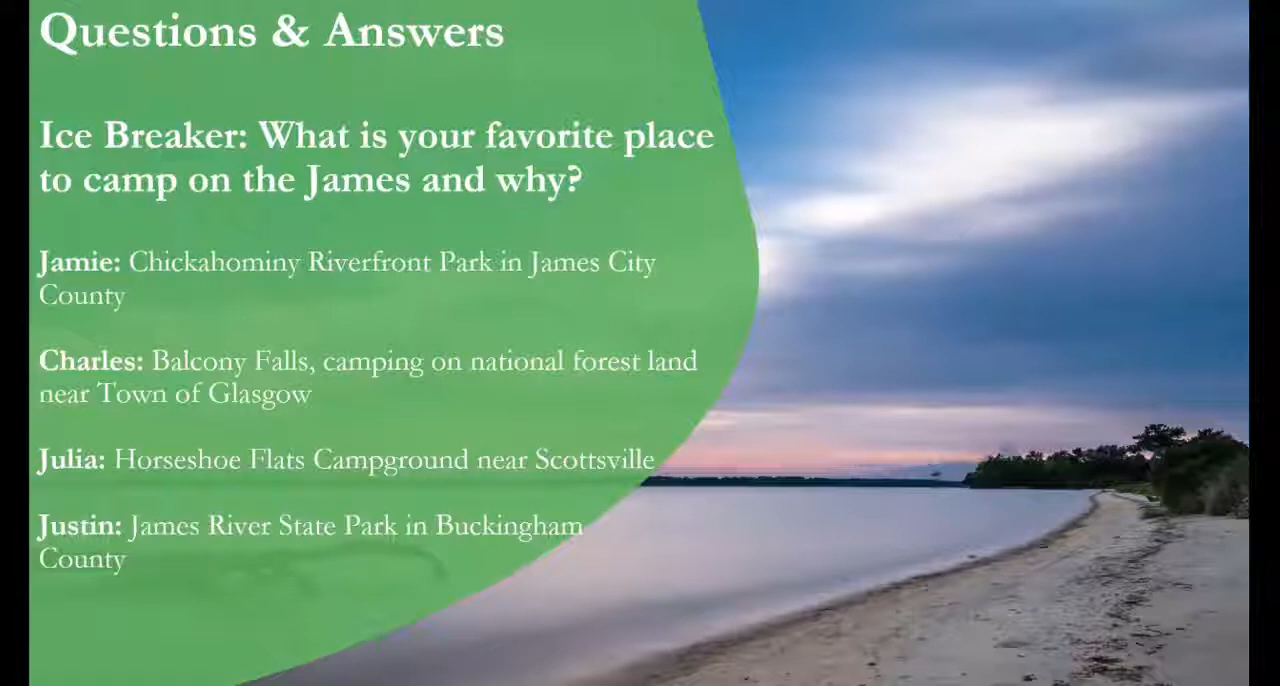 Questions & Answers
Ice Breaker: What is your favorite place
to camp on the James and why?
Jamie: Chickahominy Riverfront Park in James City
County
Charles: Balcony Falls, camping on national forest land
near Town of Glasgow
Julia: Horseshoe Flats Campground near Scottsville
Justin: James River State Park in Buckingham
County